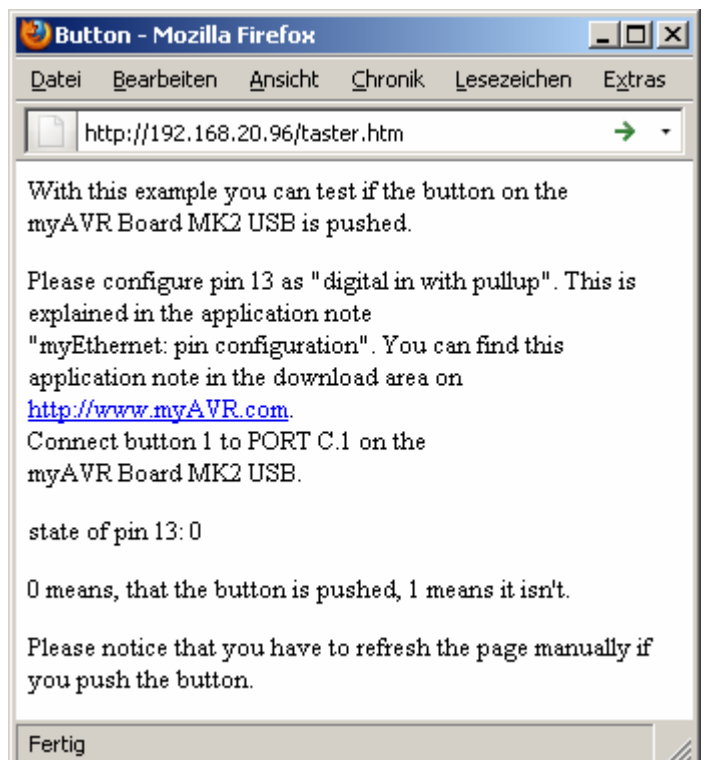 Button - Mozilla Firefox
Datei Bearbeiten Ansicht Chronik Lesezeichen Extras
http://192.168.20.96/taster.htm
With this example you can test if the button on the
myAVR Board MK2 USB is pushed.
Please configure pin 13 as "digital in with pullup". This is
explained in the application note
"myEthernet: pin configuration". You can find this
application note in the download area on
http://www.myAVR.com.
Connect button 1 to PORT C.1 on the
myAVR Board MK2 USB.
state of pin 13: 0
0 means, that the button is pushed, 1 means it isn't.
Please notice that you have to refresh the page manually if
you push the button.
Fertig